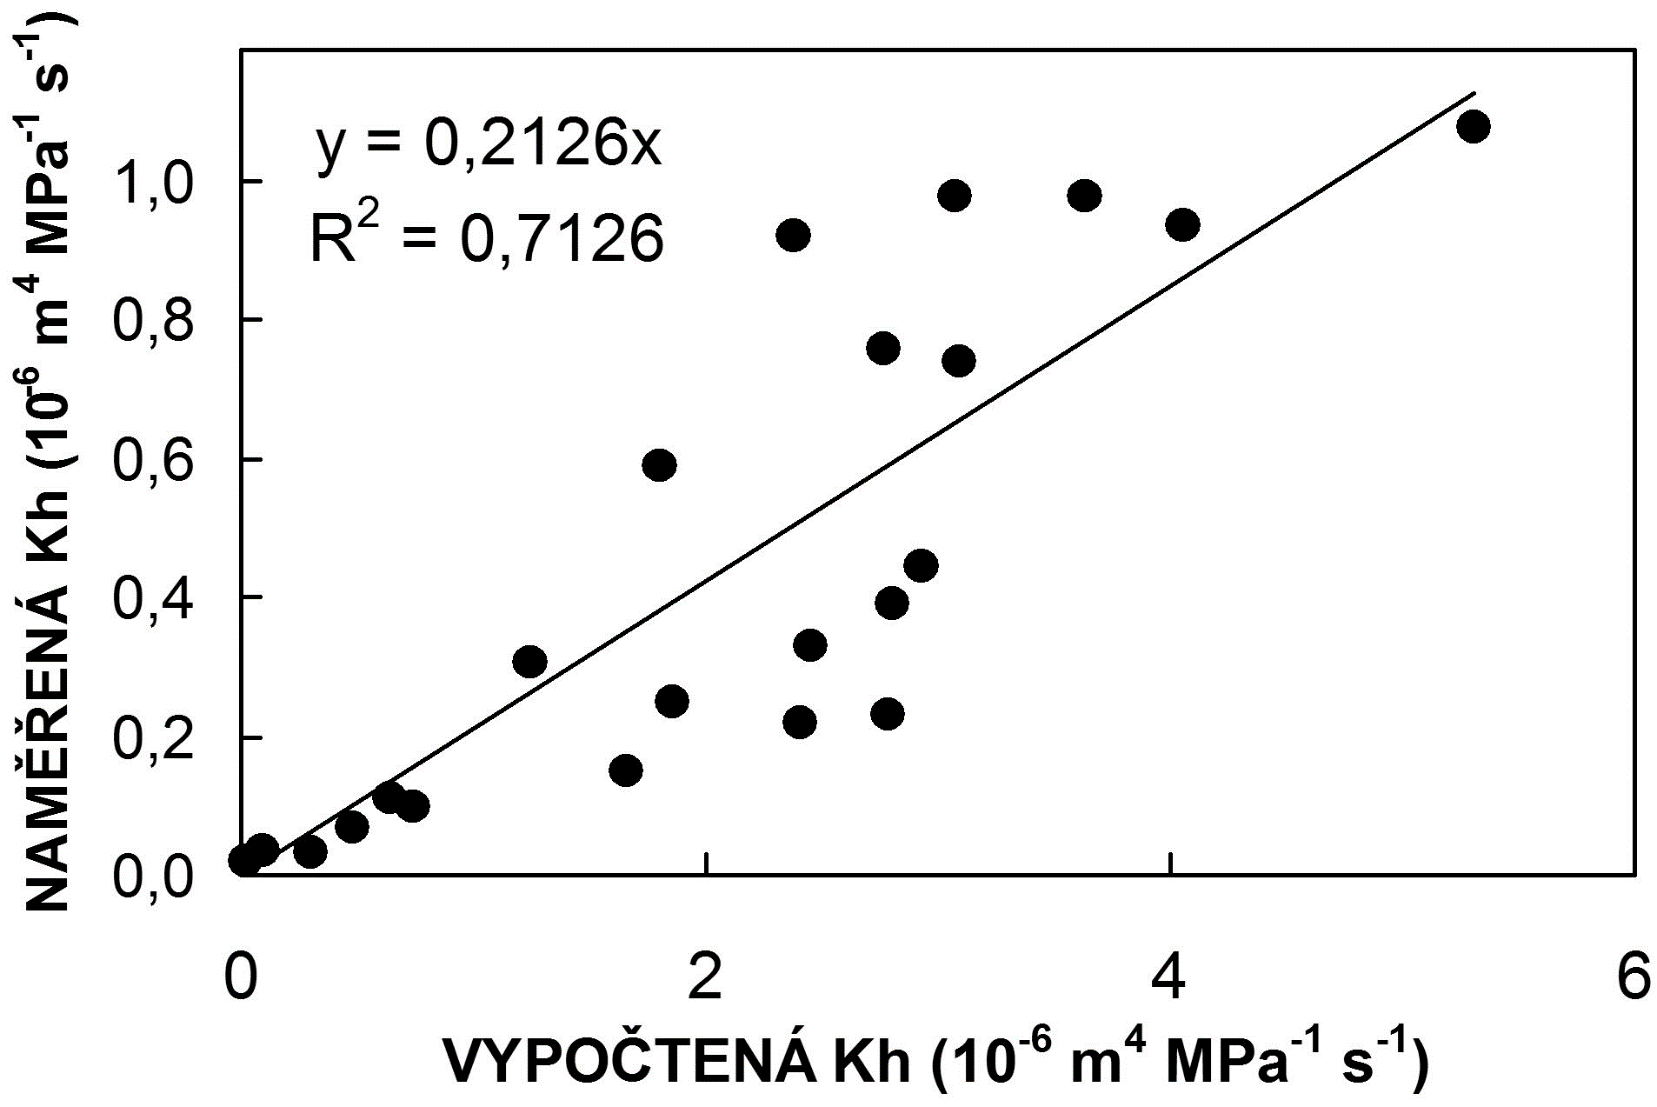 NAMĚŘENÁ Kh (10⁻⁶ m⁴ MPa⁻¹ s⁻¹)
y = 0,2126x
R² = 0,7126
1,0
0,8
0,6
0,4
0,2
0,0
0 2 4 6
VYPOČTENÁ Kh (10⁻⁶ m⁴ MPa⁻¹ s⁻¹)